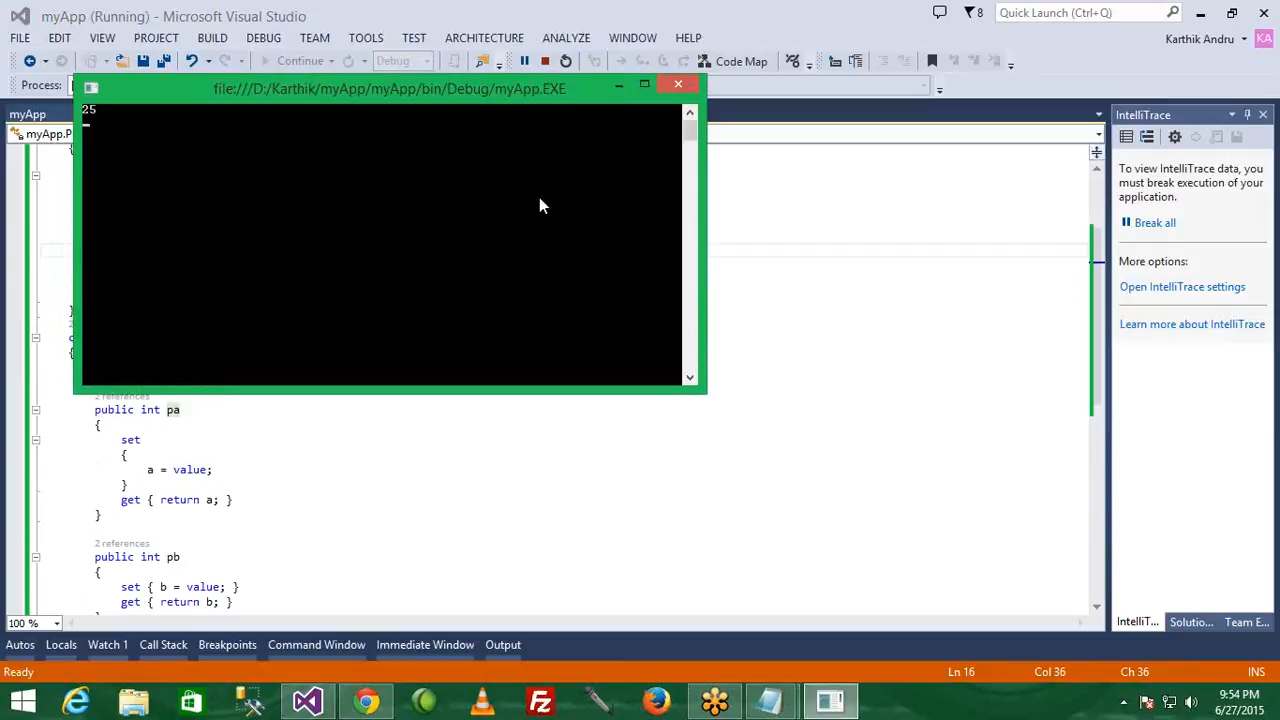 myApp (Running) - Microsoft Visual Studio
8
Quick Launch (Ctrl+Q)
FILE EDIT VIEW PROJECT BUILD DEBUG TEAM TOOLS TEST ARCHITECTURE ANALYZE WINDOW HELP
Karthik Andru
KA
Continue
Debug
Code Map
Process:
file:///D:/Karthik/myApp/myApp/bin/Debug/myApp.EXE
25
myApp
myApp.P
IntelliTrace
To view IntelliTrace data, you
must break execution of your
application.
Break all
More options:
Open IntelliTrace settings
Learn more about IntelliTrace
2 references
public int pa
{
set
{
a = value;
}
get { return a; }
}
2 references
public int pb
{
set { b = value; }
get { return b; }
100 %
IntelliT... Solutio... Team E...
Autos Locals Watch 1 Call Stack Breakpoints Command Window Immediate Window Output
Ready
Ln 16
Col 36
Ch 36
INS
9:54 PM
6/27/2015